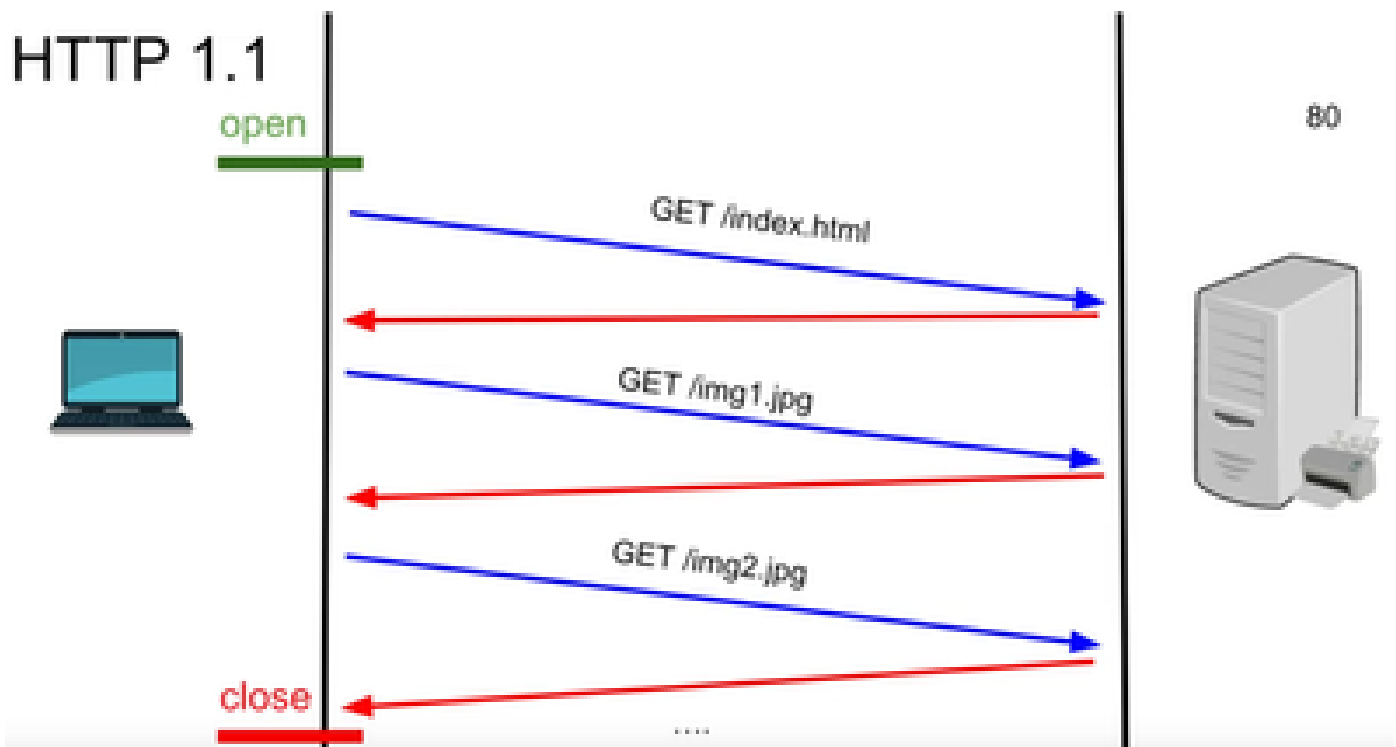 HTTP 1.1
open
80
GET /index.html
GET /img1.jpg
GET /img2.jpg
close
....